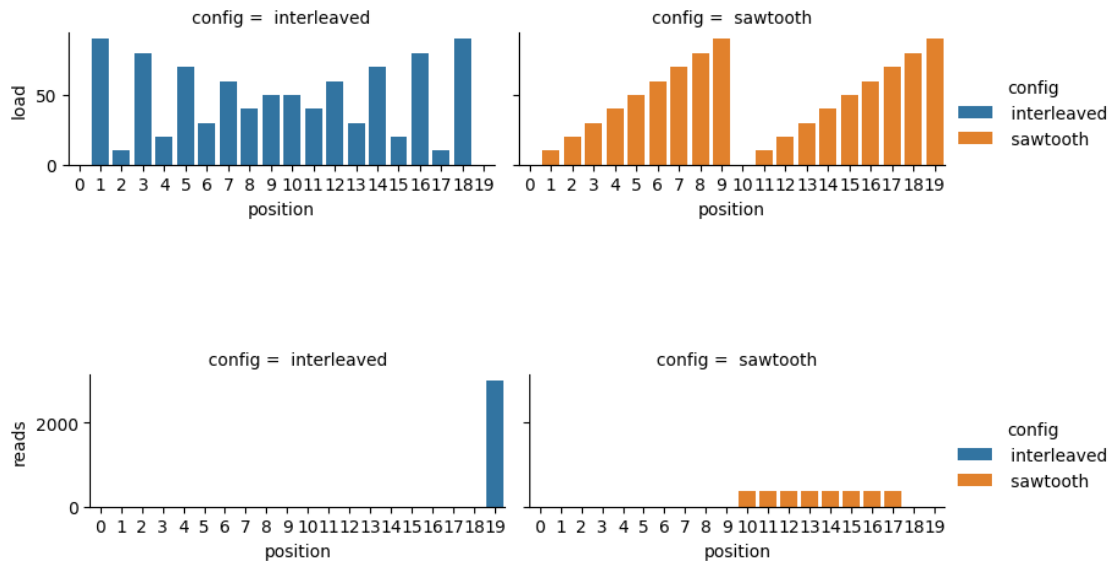 config =  interleaved
config =  sawtooth
load
50
0
0 1 2 3 4 5 6 7 8 9 10 11 12 13 14 15 16 17 18 19
0 1 2 3 4 5 6 7 8 9 10 11 12 13 14 15 16 17 18 19
position
position
config
interleaved
sawtooth
config =  interleaved
config =  sawtooth
reads
2000
0
0 1 2 3 4 5 6 7 8 9 10 11 12 13 14 15 16 17 18 19
0 1 2 3 4 5 6 7 8 9 10 11 12 13 14 15 16 17 18 19
position
position
config
interleaved
sawtooth